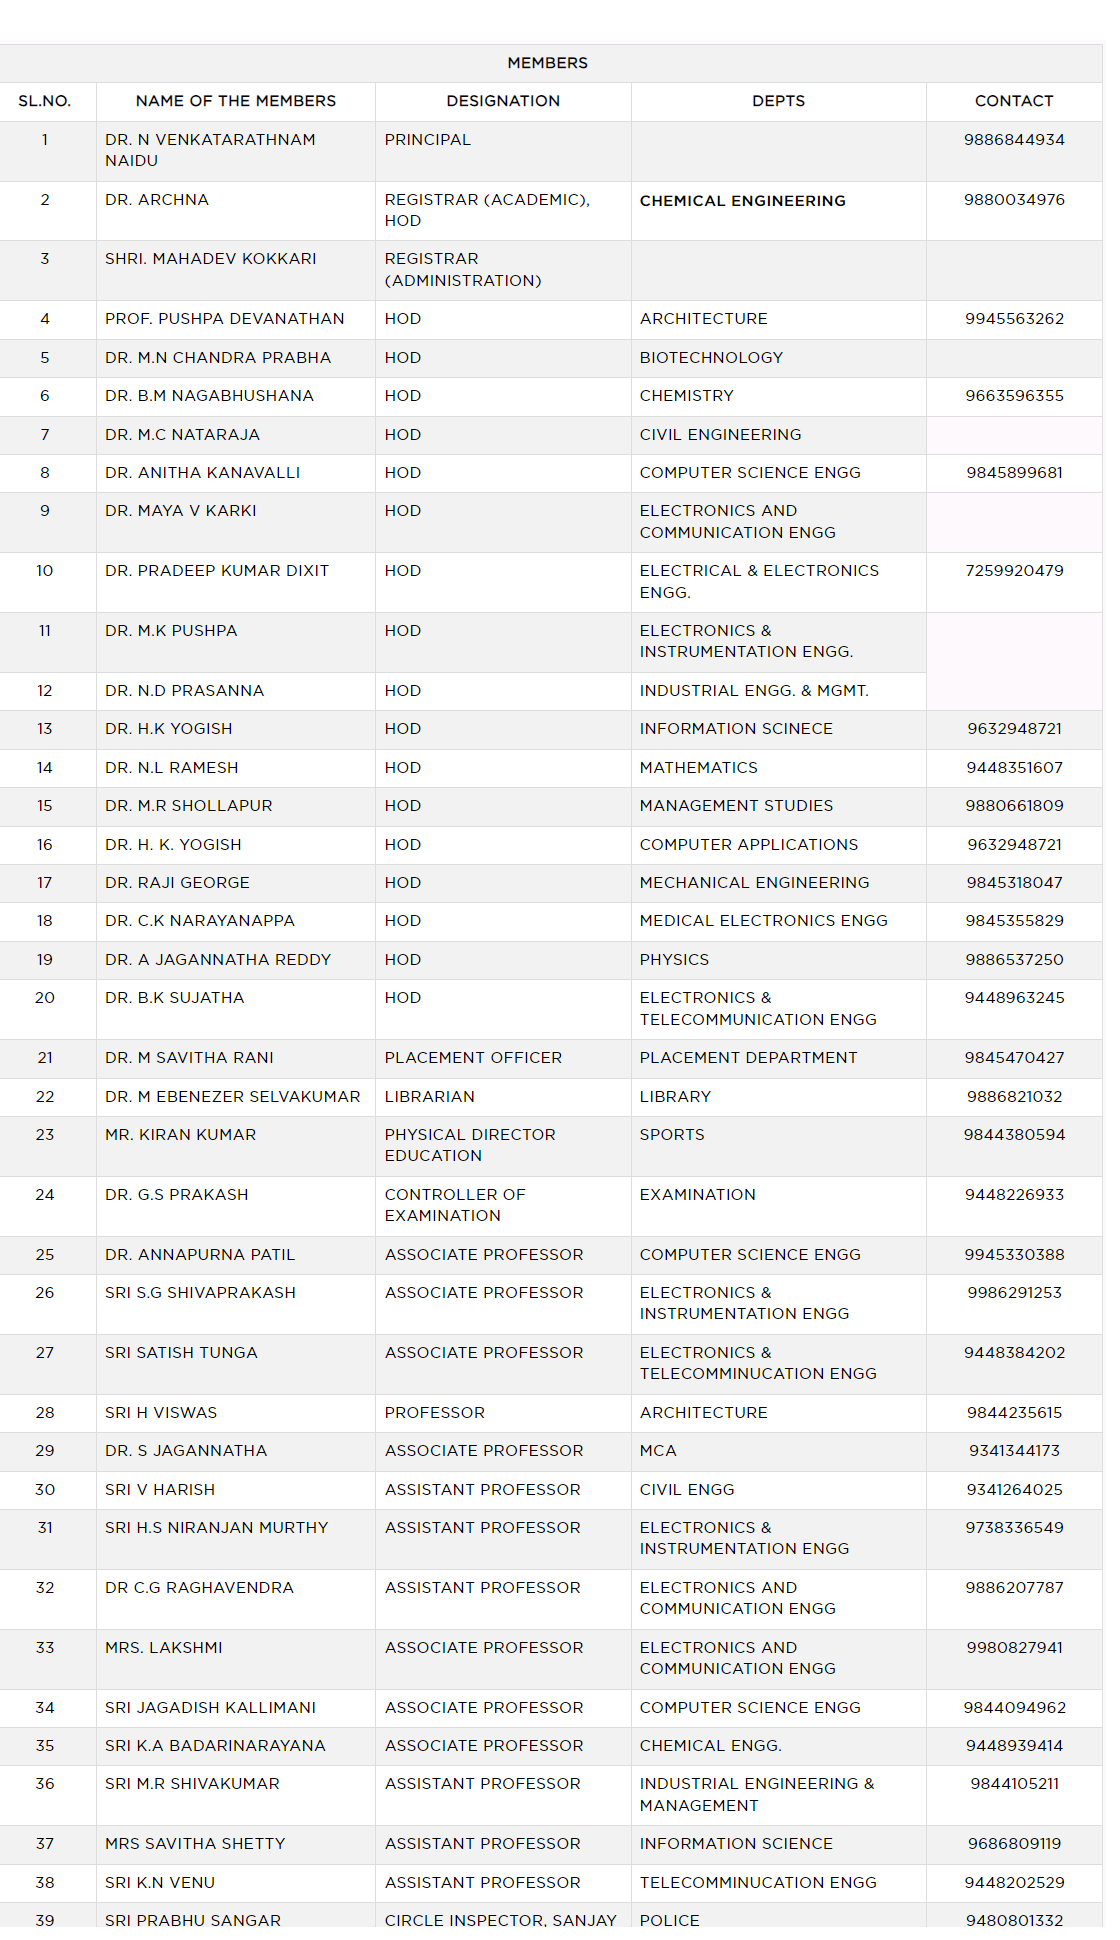 MEMBERS
SL.NO. NAME OF THE MEMBERS DESIGNATION DEPTS CONTACT
1 DR. N VENKATARATHNAM PRINCIPAL 9886844934
NAIDU
2 DR. ARCHNA REGISTRAR (ACADEMIC), CHEMICAL ENGINEERING 9880034976
HOD
3 SHRI. MAHADEV KOKKARI REGISTRAR
(ADMINISTRATION)
4 PROF. PUSHPA DEVANATHAN HOD ARCHITECTURE 9945563262
5 DR. M.N CHANDRA PRABHA HOD BIOTECHNOLOGY
6 DR. B.M NAGABHUSHANA HOD CHEMISTRY 9663596355
7 DR. M.C NATARAJA HOD CIVIL ENGINEERING
8 DR. ANITHA KANAVALLI HOD COMPUTER SCIENCE ENGG 9845899681
9 DR. MAYA V KARKI HOD ELECTRONICS AND
COMMUNICATION ENGG
10 DR. PRADEEP KUMAR DIXIT HOD ELECTRICAL & ELECTRONICS 7259920479
ENGG.
11 DR. M.K PUSHPA HOD ELECTRONICS &
INSTRUMENTATION ENGG.
12 DR. N.D PRASANNA HOD INDUSTRIAL ENGG. & MGMT.
13 DR. H.K YOGISH HOD INFORMATION SCINECE 9632948721
14 DR. N.L RAMESH HOD MATHEMATICS 9448351607
15 DR. M.R SHOLLAPUR HOD MANAGEMENT STUDIES 9880661809
16 DR. H. K. YOGISH HOD COMPUTER APPLICATIONS 9632948721
17 DR. RAJI GEORGE HOD MECHANICAL ENGINEERING 9845318047
18 DR. C.K NARAYANAPPA HOD MEDICAL ELECTRONICS ENGG 9845355829
19 DR. A JAGANNATHA REDDY HOD PHYSICS 9886537250
20 DR. B.K SUJATHA HOD ELECTRONICS & 9448963245
TELECOMMUNICATION ENGG
21 DR. M SAVITHA RANI PLACEMENT OFFICER PLACEMENT DEPARTMENT 9845470427
22 DR. M EBENEZER SELVAKUMAR LIBRARIAN LIBRARY 9886821032
23 MR. KIRAN KUMAR PHYSICAL DIRECTOR SPORTS 9844380594
EDUCATION
24 DR. G.S PRAKASH CONTROLLER OF EXAMINATION 9448226933
EXAMINATION
25 DR. ANNAPURNA PATIL ASSOCIATE PROFESSOR COMPUTER SCIENCE ENGG 9945330388
26 SRI S.G SHIVAPRAKASH ASSOCIATE PROFESSOR ELECTRONICS & 9986291253
INSTRUMENTATION ENGG
27 SRI SATISH TUNGA ASSOCIATE PROFESSOR ELECTRONICS & 9448384202
TELECOMMINUCATION ENGG
28 SRI H VISWAS PROFESSOR ARCHITECTURE 9844235615
29 DR. S JAGANNATHA ASSOCIATE PROFESSOR MCA 9341344173
30 SRI V HARISH ASSISTANT PROFESSOR CIVIL ENGG 9341264025
31 SRI H.S NIRANJAN MURTHY ASSISTANT PROFESSOR ELECTRONICS & 9738336549
INSTRUMENTATION ENGG
32 DR C.G RAGHAVENDRA ASSISTANT PROFESSOR ELECTRONICS AND 9886207787
COMMUNICATION ENGG
33 MRS. LAKSHMI ASSOCIATE PROFESSOR ELECTRONICS AND 9980827941
COMMUNICATION ENGG
34 SRI JAGADISH KALLIMANI ASSOCIATE PROFESSOR COMPUTER SCIENCE ENGG 9844094962
35 SRI K.A BADARINARAYANA ASSOCIATE PROFESSOR CHEMICAL ENGG. 9448939414
36 SRI M.R SHIVAKUMAR ASSISTANT PROFESSOR INDUSTRIAL ENGINEERING & 9844105211
MANAGEMENT
37 MRS SAVITHA SHETTY ASSISTANT PROFESSOR INFORMATION SCIENCE 9686809119
38 SRI K.N VENU ASSISTANT PROFESSOR TELECOMMINUCATION ENGG 9448202529
39 SRI PRABHU SANGAR CIRCLE INSPECTOR, SANJAY POLICE 9480801332